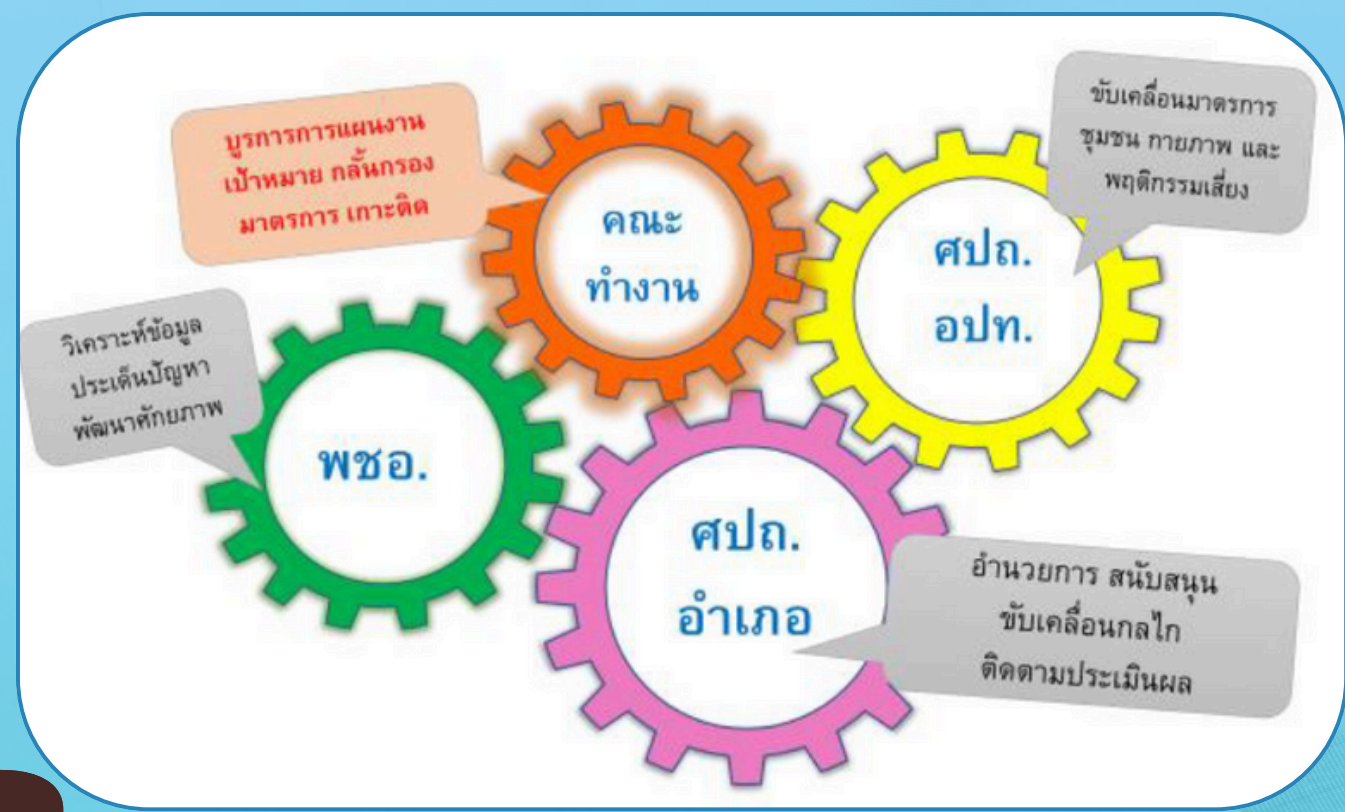 บูรการการแผนงาน
เป้าหมาย กลั้นกรอง
มาตรการ เกาะติด
คณะ
ทำงาน
ขับเคลื่อนมาตรการ
ชุมชน กายภาพ และ
พฤติกรรมเสี่ยง
ศปถ.
อปท.
วิเคราะห์ข้อมูล
ประเด็นปัญหา
พัฒนาศักยภาพ
พชอ.
ศปถ.
อำเภอ
อำนวยการ สนับสนุน
ขับเคลื่อนกลไก
ติดตามประเมินผล